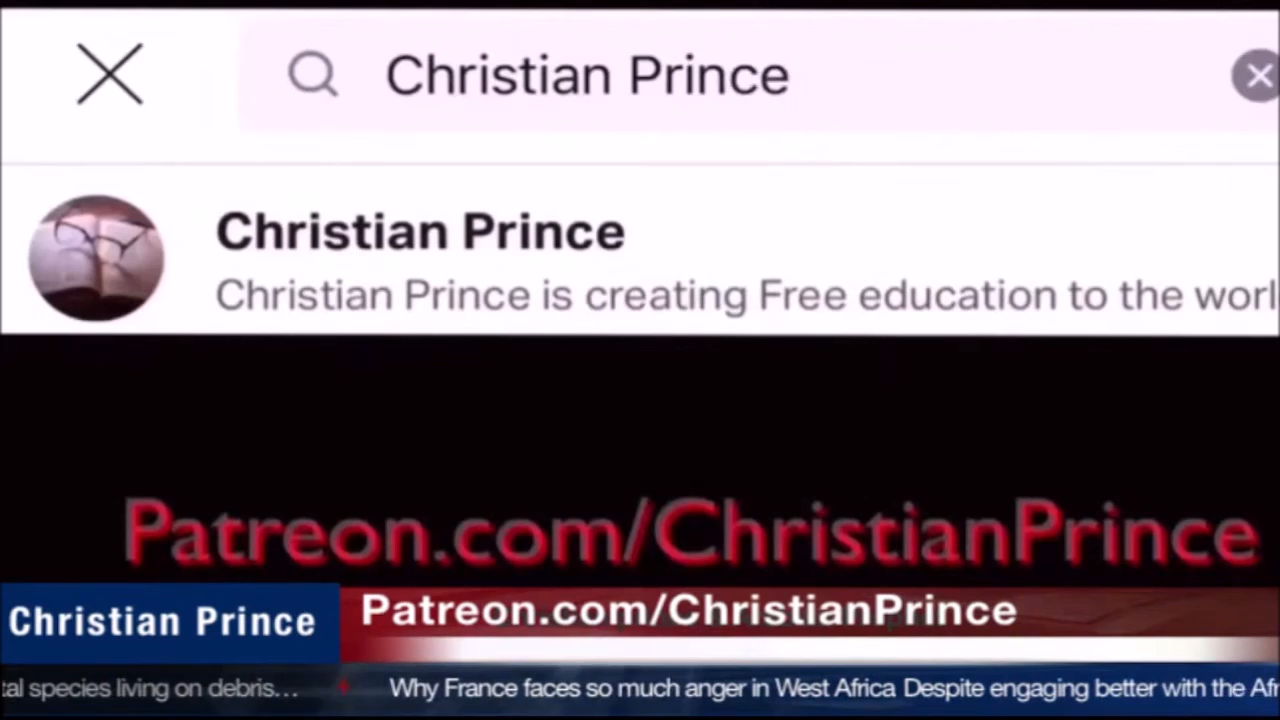 Christian Prince
Christian Prince
Christian Prince is creating Free education to the worl
Patreon.com/ChristianPrince
Christian Prince
Patreon.com/ChristianPrince
tal species living on debris... Why France faces so much anger in West Africa Despite engaging better with the Afr